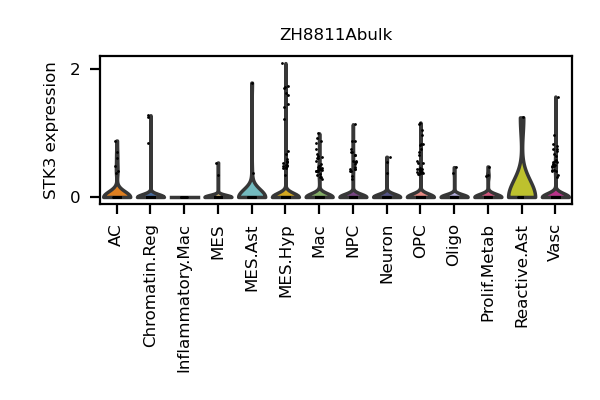 ZH8811Abulk
STK3 expression
2
0
AC
Chromatin.Reg
Inflammatory.Mac
MES
MES.Ast
MES.Hyp
Mac
NPC
Neuron
OPC
Oligo
Prolif.Metab
Reactive.Ast
Vasc